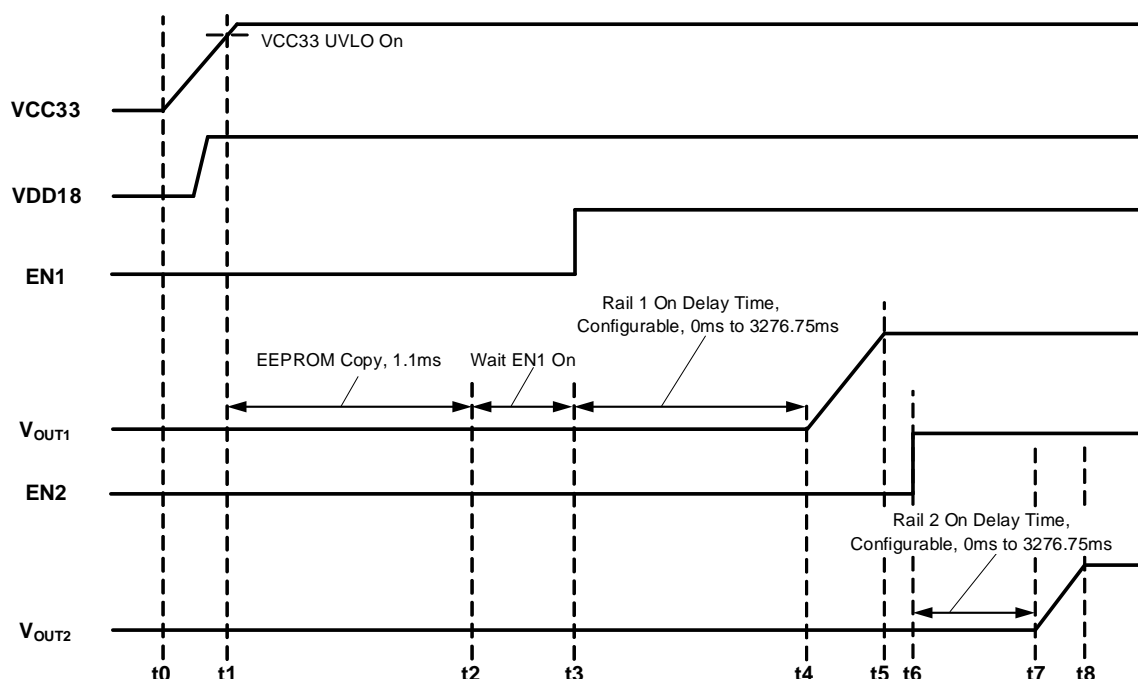 VCC33 UVLO On
VCC33
VDD18
EN1
Rail 1 On Delay Time,
Configurable, 0ms to 3276.75ms
EEPROM Copy, 1.1ms
Wait EN1 On
VOUT1
EN2
Rail 2 On Delay Time,
Configurable, 0ms to 3276.75ms
VOUT2
t0 t1 t2 t3 t4 t5 t6 t7 t8